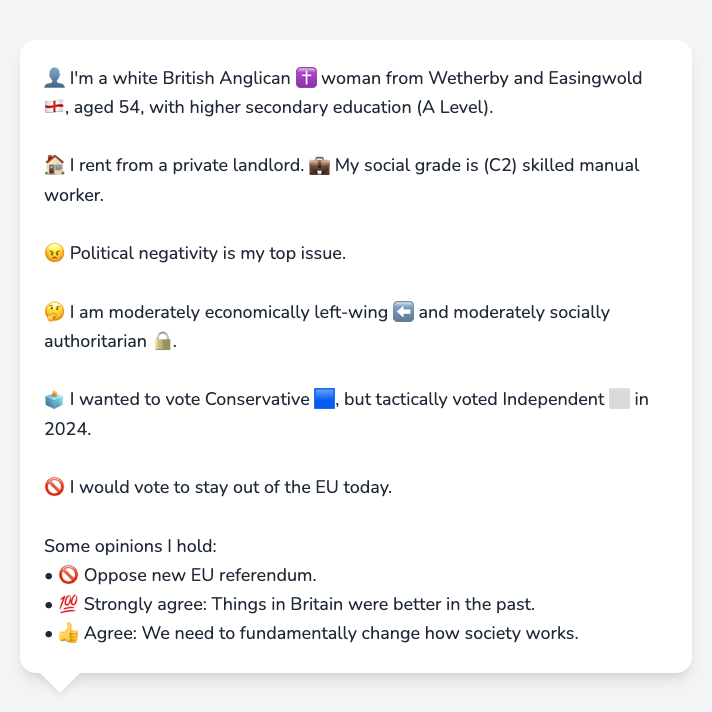 👤 I'm a white British Anglican ✝️ woman from Wetherby and Easingwold
🏴󠁧󠁢󠁥󠁮󠁧󠁿, aged 54, with higher secondary education (A Level).
🏠 I rent from a private landlord. 💼 My social grade is (C2) skilled manual
worker.
😠 Political negativity is my top issue.
🤔 I am moderately economically left-wing ⬅️ and moderately socially
authoritarian 🔒.
🗳️ I wanted to vote Conservative 🟦, but tactically voted Independent ⬜ in
2024.
🚫 I would vote to stay out of the EU today.
Some opinions I hold:
• 🚫 Oppose new EU referendum.
• 💯 Strongly agree: Things in Britain were better in the past.
• 👍 Agree: We need to fundamentally change how society works.